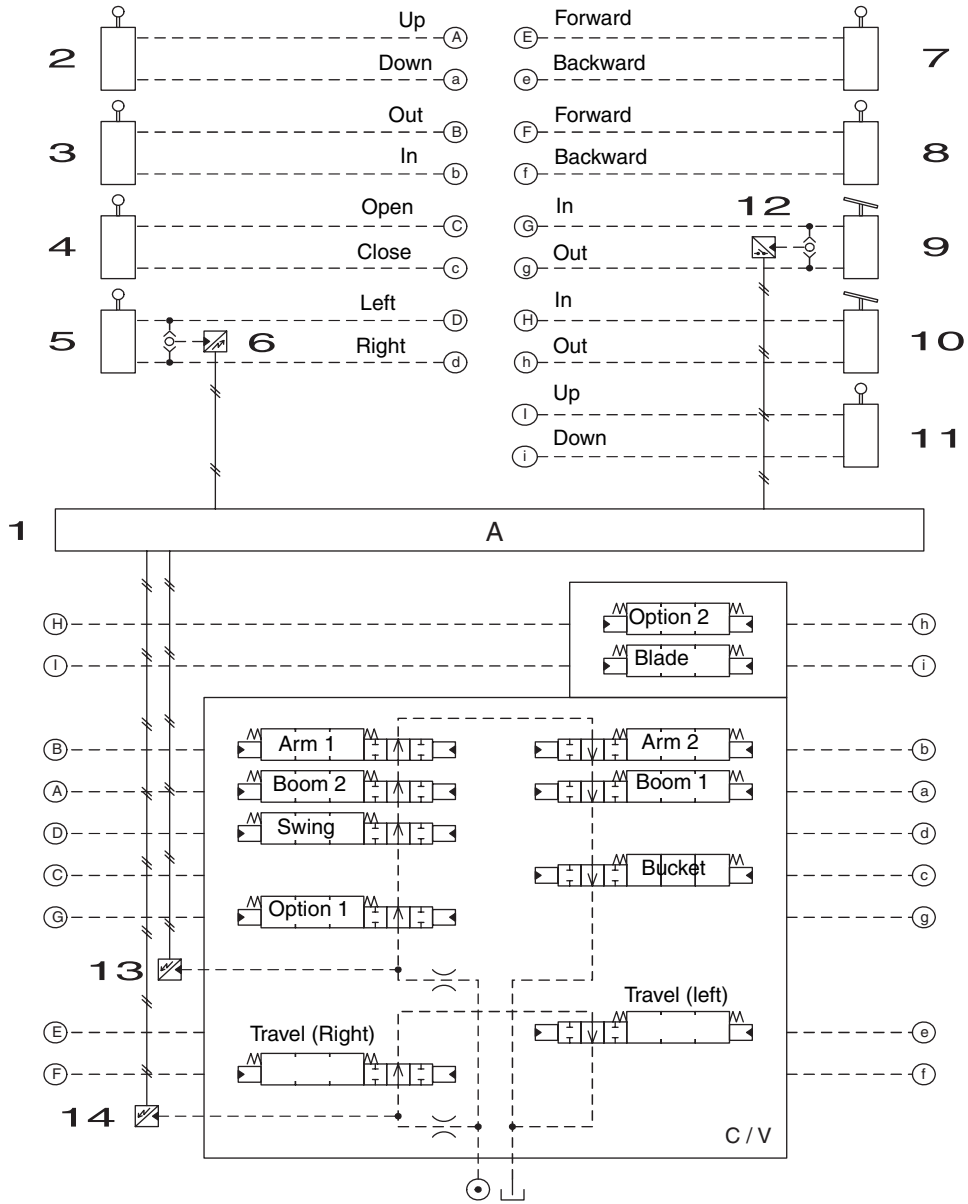 2 Up A Forward E 7
Down a Backward e
3 Out B Forward F 8
In b Backward f
4 Open C In G 12 9
Close c Out g
5 Left D In H 10
6 Right d Out h
Up I 11
Down i
1 A
H Option 2 h
I Blade i
B Arm 1 Arm 2 b
A Boom 2 Boom 1 a
D Swing d
C Bucket c
G Option 1 g
13
Travel (left)
E Travel (Right) e
F f
14
C / V